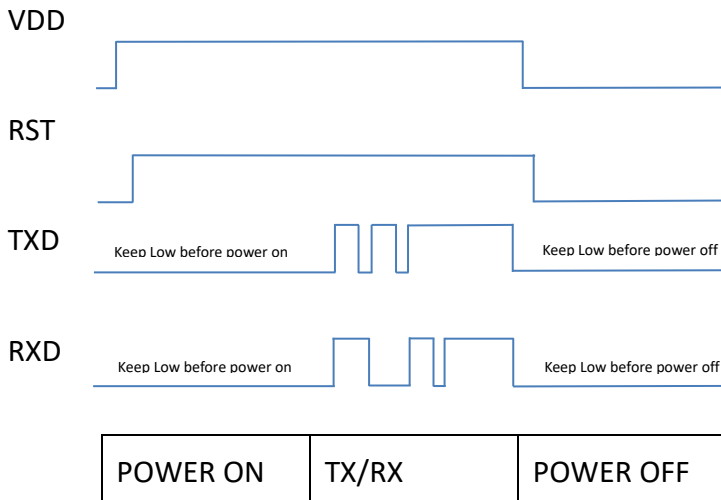 VDD
RST
TXD
Keep Low before power on
Keep Low before power off
RXD
Keep Low before power on
Keep Low before power off
POWER ON
TX/RX
POWER OFF